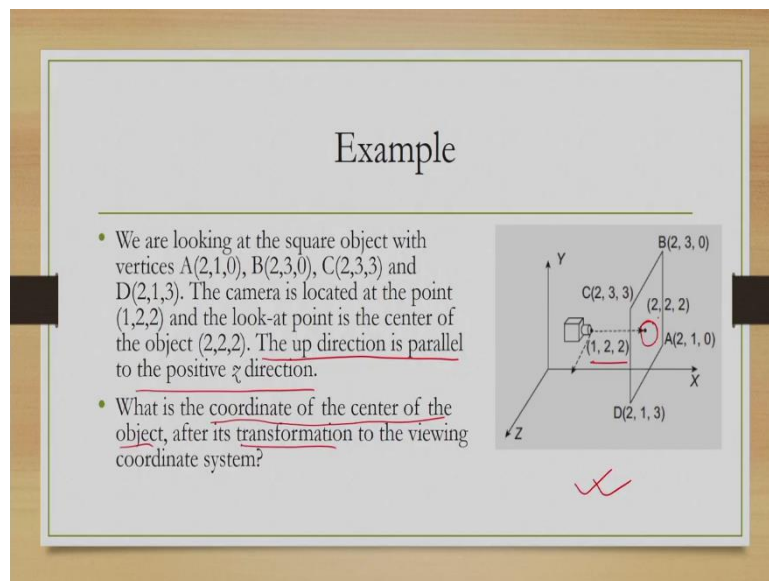 Example
• We are looking at the square object with
vertices A(2,1,0), B(2,3,0), C(2,3,3) and
D(2,1,3). The camera is located at the point
(1,2,2) and the look-at point is the center of
the object (2,2,2). The up direction is parallel
to the positive z direction.
• What is the coordinate of the center of the
object, after its transformation to the viewing
coordinate system?
B(2, 3, 0)
Y
C(2, 3, 3)
(2, 2, 2)
(1, 2, 2)
A(2, 1, 0)
X
D(2, 1, 3)
Z